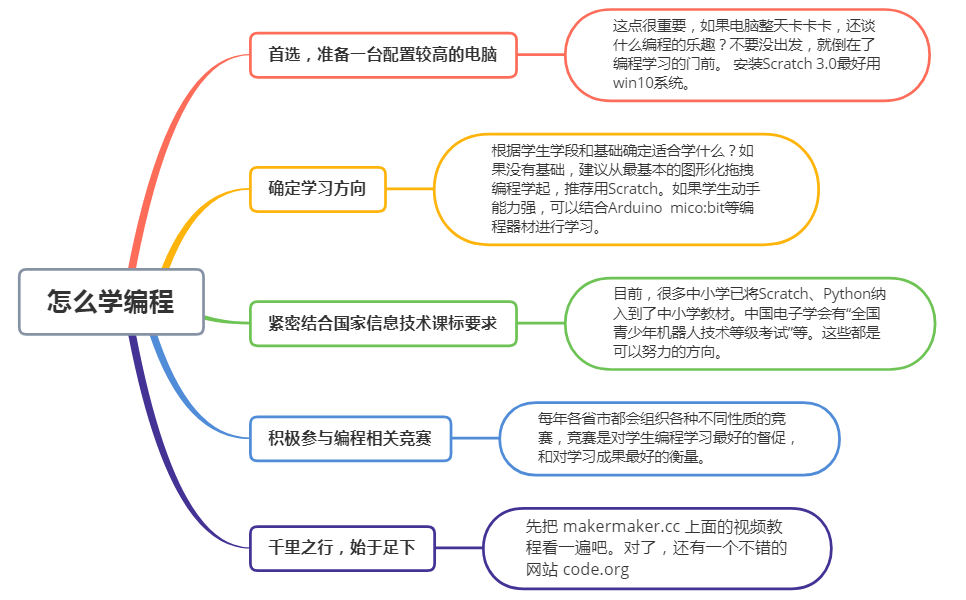 怎么学编程
首选，准备一台配置较高的电脑
这点很重要，如果电脑整天卡卡卡，还谈
什么编程的乐趣？不要没出发，就倒在了
编程学习的门前。 安装Scratch 3.0最好用
win10系统。
确定学习方向
根据学生学段和基础确定适合学什么？如
果没有基础，建议从最基本的图形化拖拽
编程学起，推荐用Scratch。如果学生动手
能力强，可以结合Arduino  mico:bit等编
程器材进行学习。
紧密结合国家信息技术课标要求
目前，很多中小学已将Scratch、Python纳
入到了中小学教材。中国电子学会有“全国
青少年机器人技术等级考试”等。这些都是
可以努力的方向。
积极参与编程相关竞赛
每年各省市都会组织各种不同性质的竞
赛，竞赛是对学生编程学习最好的督促，
和对学习成果最好的衡量。
千里之行，始于足下
先把 makermaker.cc 上面的视频教
程看一遍吧。对了，还有一个不错的
网站 code.org